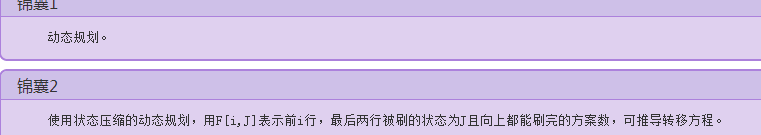 锦囊1
动态规划。
锦囊2
使用状态压缩的动态规划，用F[i,J]表示前i行，最后两行被刷的状态为J且向上都能刷完的方案数，可推导转移方程。